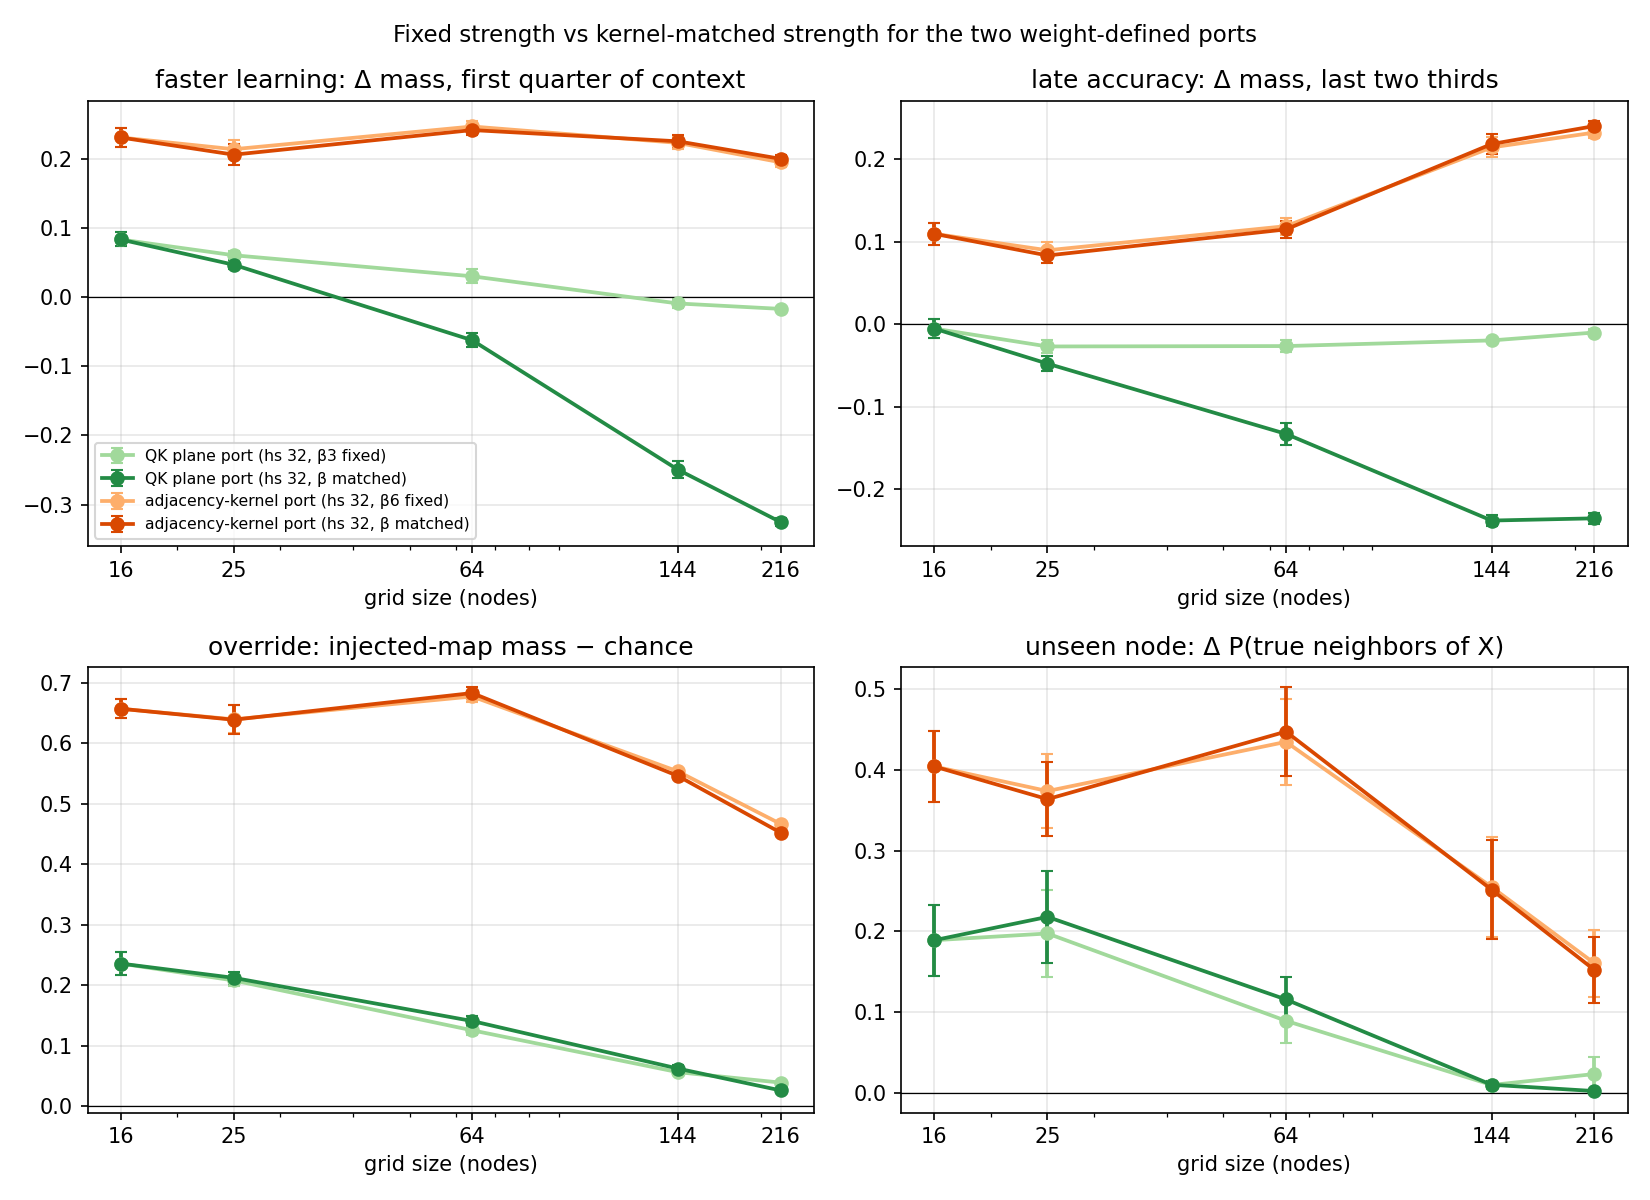 Fixed strength vs kernel-matched strength for the two weight-defined ports
faster learning: Δ mass, first quarter of context
0.2
0.1
0.0
−0.1
−0.2
−0.3
QK plane port (hs 32, β3 fixed)
QK plane port (hs 32, β matched)
adjacency-kernel port (hs 32, β6 fixed)
adjacency-kernel port (hs 32, β matched)
16 25 64 144 216
grid size (nodes)
late accuracy: Δ mass, last two thirds
0.2
0.1
0.0
−0.1
−0.2
16 25 64 144 216
grid size (nodes)
override: injected-map mass − chance
0.7
0.6
0.5
0.4
0.3
0.2
0.1
0.0
16 25 64 144 216
grid size (nodes)
unseen node: Δ P(true neighbors of X)
0.5
0.4
0.3
0.2
0.1
0.0
16 25 64 144 216
grid size (nodes)